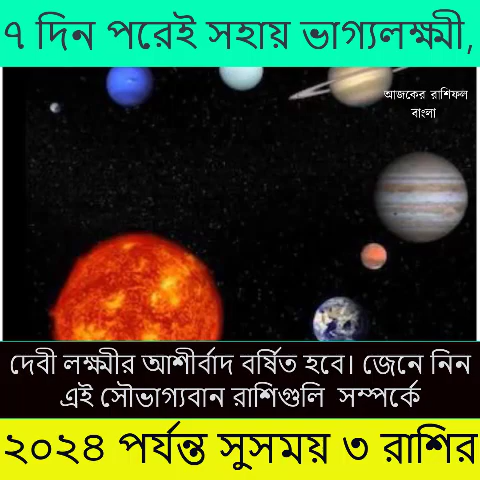 ৭ দিন পরেই সহায় ভাগ্যলক্ষ্মী,
আজকের রাশিফল
বাংলা
দেবী লক্ষ্মীর আশীর্বাদ বর্ষিত হবে। জেনে নিন
এই সৌভাগ্যবান রাশিগুলি সম্পর্কে
২০২৪ পর্যন্ত সুসময় ৩ রাশির